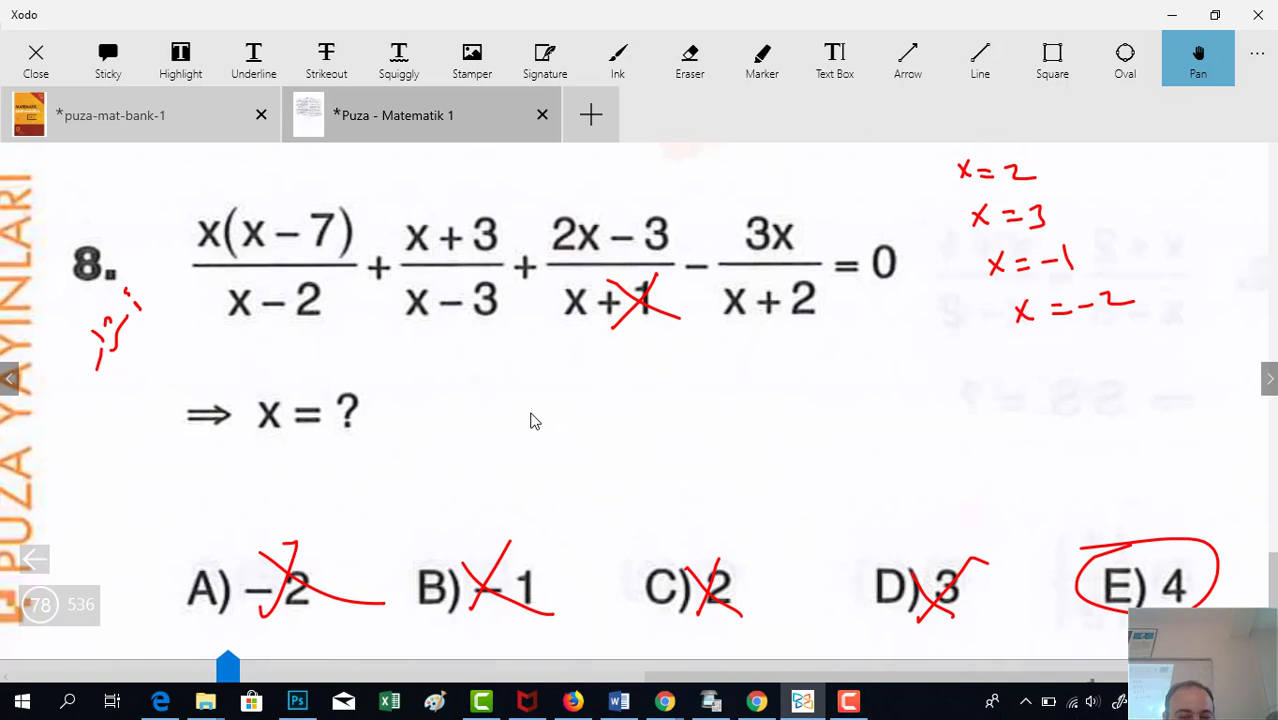 Xodo
Close Sticky Highlight Underline Strikeout Squiggly Stamper Signature Ink Eraser Marker Text Box Arrow Line Square Oval Pan
*puza-mat-bank-1 *Puza - Matematik 1
PUZA YAYINLARI
8. x(x − 7)/x − 2 + x + 3/x − 3 + 2x − 3/x + 1 − 3x/x + 2 = 0
x = 2
x = 3
x = -1
x = -2
⇒ x = ?
A) − 2 B) − 1 C) 2 D) 3 E) 4
78 536